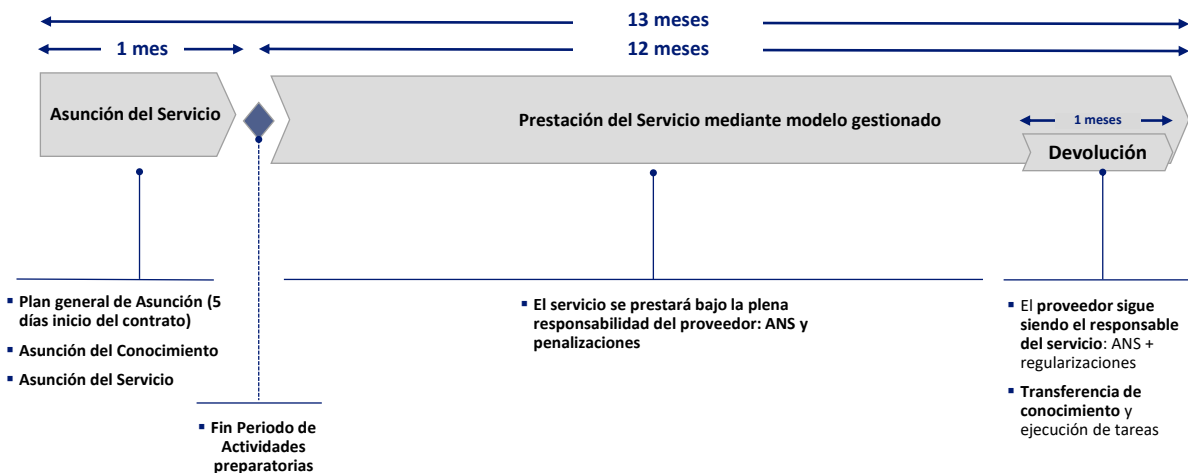 13 meses
1 mes
12 meses
Asunción del Servicio
Prestación del Servicio mediante modelo gestionado
1 meses
Devolución
▪ Plan general de Asunción (5
días inicio del contrato)
▪ Asunción del Conocimiento
▪ Asunción del Servicio
▪ Fin Periodo de
Actividades
preparatorias
▪ El servicio se prestará bajo la plena
responsabilidad del proveedor: ANS y
penalizaciones
▪ El proveedor sigue
siendo el responsable
del servicio: ANS +
regularizaciones
▪ Transferencia de
conocimiento y
ejecución de tareas